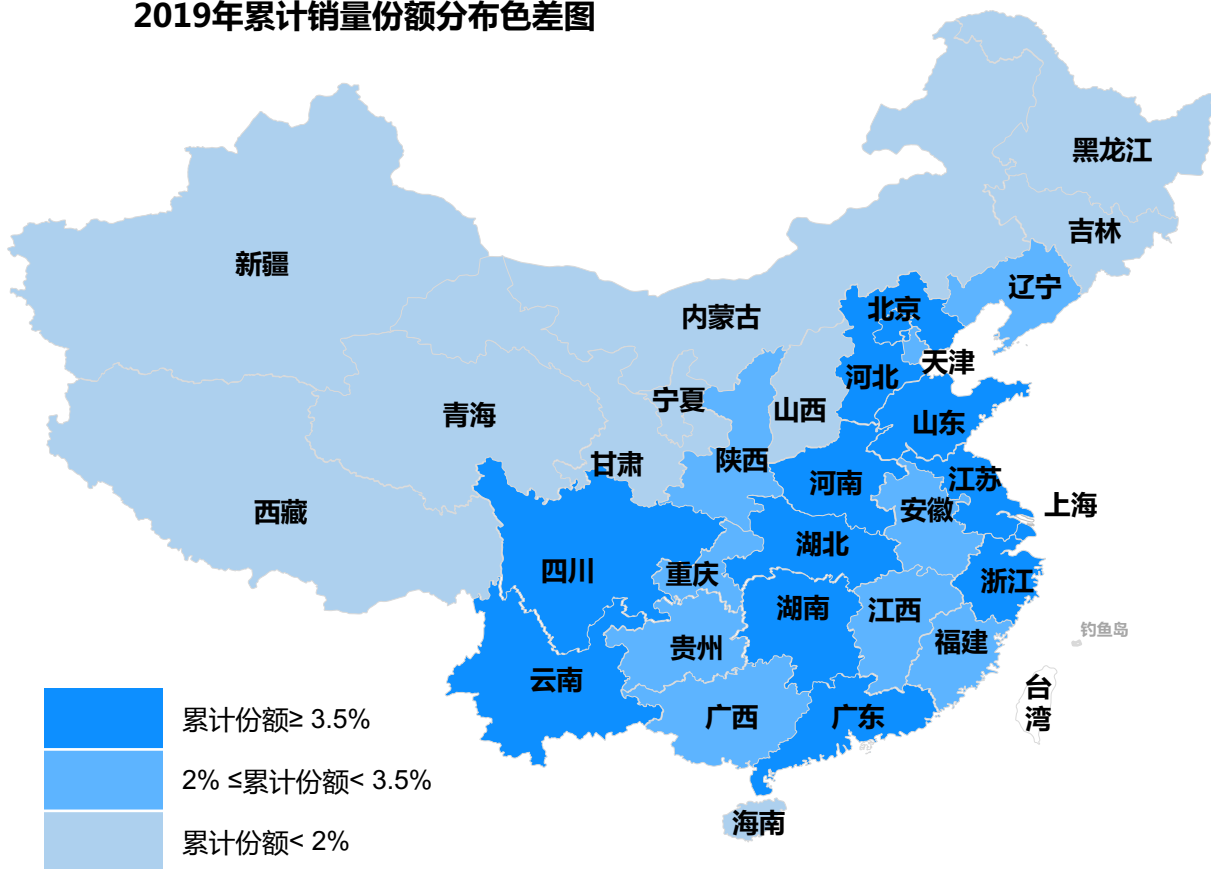 2019年累计销量份额分布色差图
黑龙江
吉林
新疆
辽宁
北京
内蒙古
天津
河北
宁夏
山西
青海
山东
陕西
甘肃
河南
江苏
上海
安徽
西藏
湖北
四川
重庆
浙江
湖南
江西
钓鱼岛
福建
贵州
云南
台
湾
广西
广东
海南
累计份额≥ 3.5%
2% ≤累计份额< 3.5%
累计份额< 2%